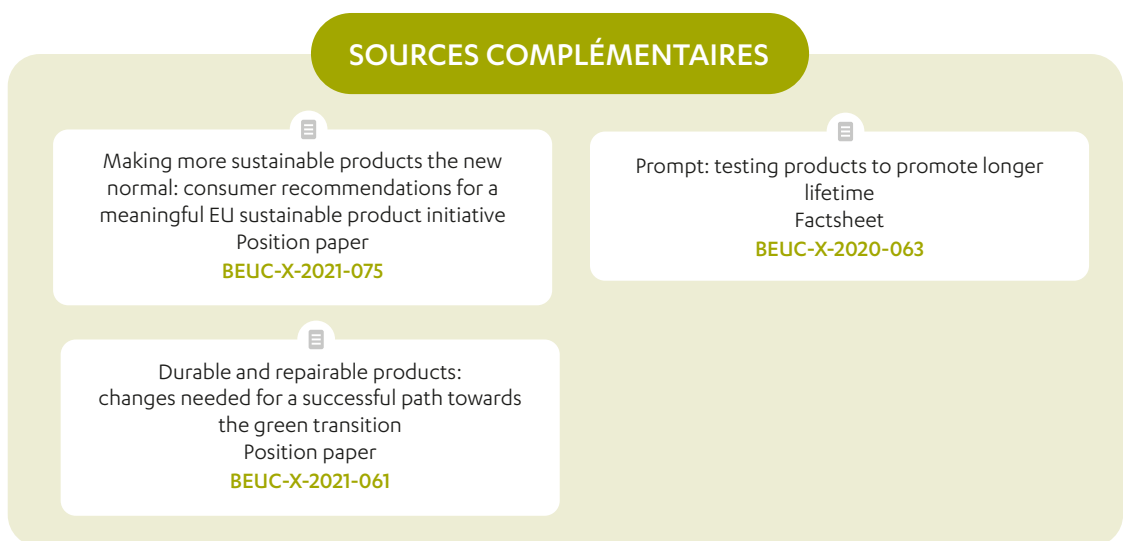 SOURCES COMPLÉMENTAIRES
Making more sustainable products the new
normal: consumer recommendations for a
meaningful EU sustainable product initiative
Position paper
BEUC-X-2021-075
Prompt: testing products to promote longer
lifetime
Factsheet
BEUC-X-2020-063
Durable and repairable products:
changes needed for a successful path towards
the green transition
Position paper
BEUC-X-2021-061